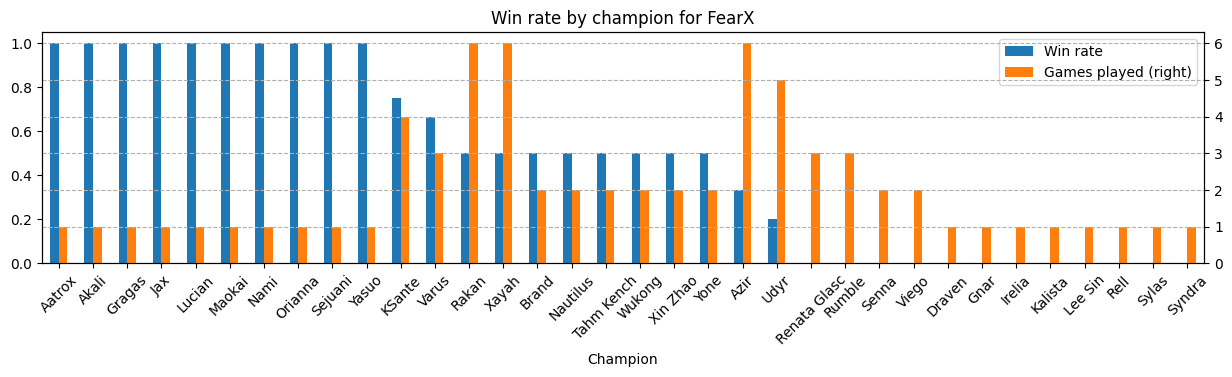 Win rate by champion for FearX
Win rate
Games played (right)
1.0
0.8
0.6
0.4
0.2
0.0
6
5
4
3
2
1
0
Aatrox
Akali
Gragas
Jax
Lucian
Maokai
Nami
Orianna
Sejuani
Yasuo
KSante
Varus
Rakan
Xayah
Brand
Nautilus
Tahm Kench
Wukong
Xin Zhao
Yone
Azir
Udyr
Renata Glasc
Rumble
Senna
Viego
Draven
Gnar
Irelia
Kalista
Lee Sin
Rell
Sylas
Syndra
Champion